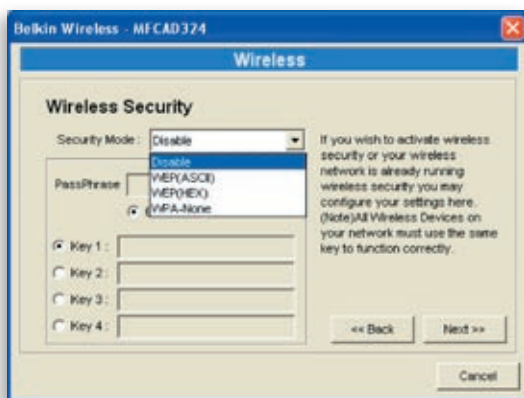 Belkin Wireless - MFCAD324
Wireless
Wireless Security
Security Mode : Disable
Disable
WEP(ASCII)
WEP(HEX)
WPA-None
PassPhrase
Key 1 :
Key 2 :
Key 3 :
Key 4 :
If you wish to activate wireless
security or your wireless
network is already running
wireless security you may
configure your settings here.
(Note)All Wireless Devices on
your network must use the same
key to function correctly.
<< Back
Next >>
Cancel